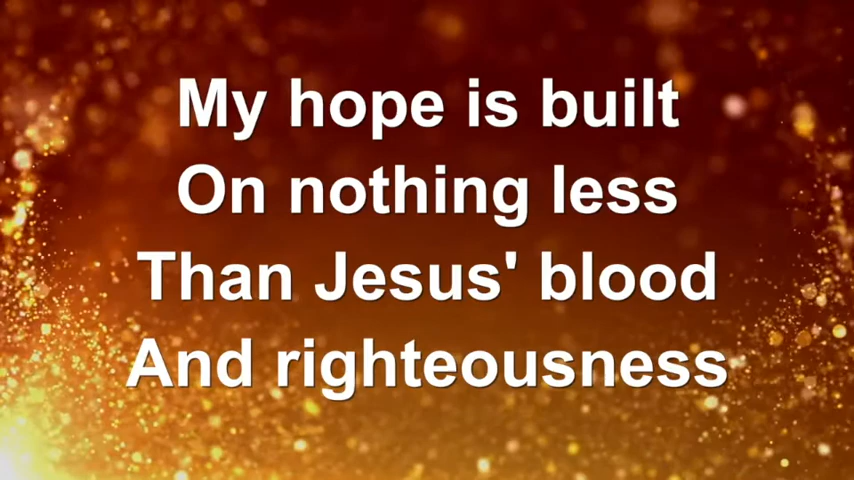 My hope is built
On nothing less
Than Jesus' blood
And righteousness